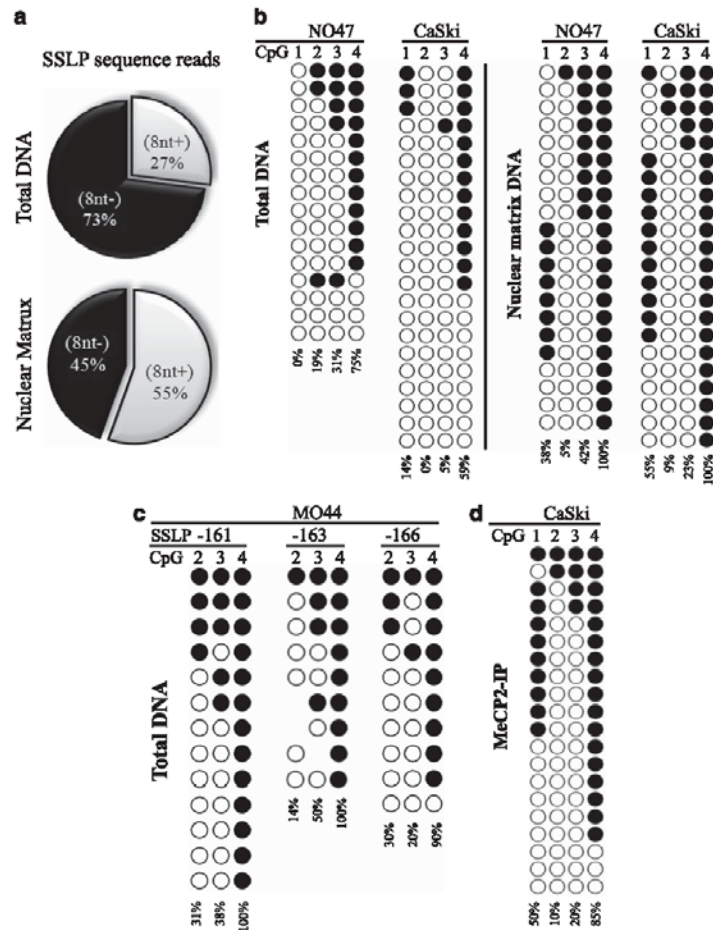 a
SSLP sequence reads
Total DNA
(8nt+)
27%
(8nt-)
73%
Nuclear Matrux
(8nt-)
45%
(8nt+)
55%
b
NO47 CaSki NO47 CaSki
CpG 1 2 3 4 1 2 3 4 1 2 3 4 1 2 3 4
Total DNA
0% 19% 31% 75%
14% 0% 5% 59%
Nuclear matrix DNA
38% 5% 42% 100%
55% 9% 23% 100%
c
MO44
SSLP -161 -163 -166
CpG 2 3 4 2 3 4 2 3 4
Total DNA
31% 38% 100%
14% 50% 100%
30% 20% 90%
d
CaSki
CpG 1 2 3 4
MeCP2-IP
50% 10% 20% 85%